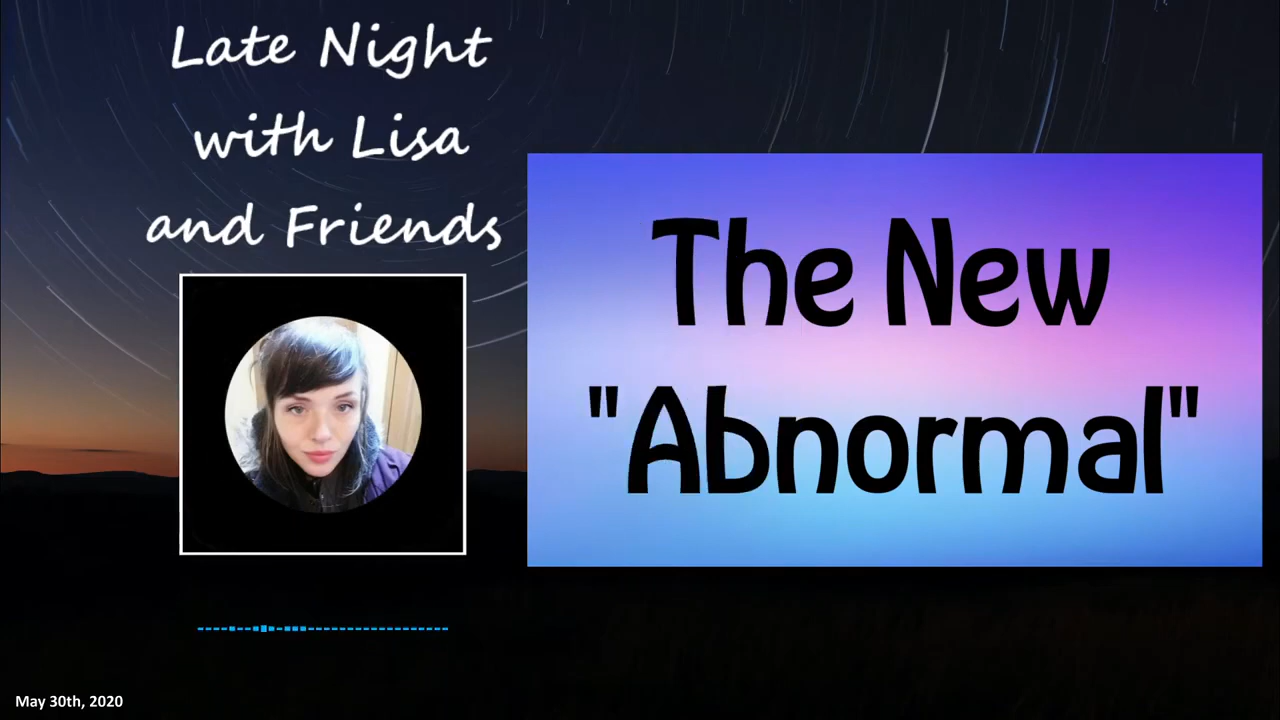 Late Night
with Lisa
and Friends
The New
"Abnormal"
May 30th, 2020